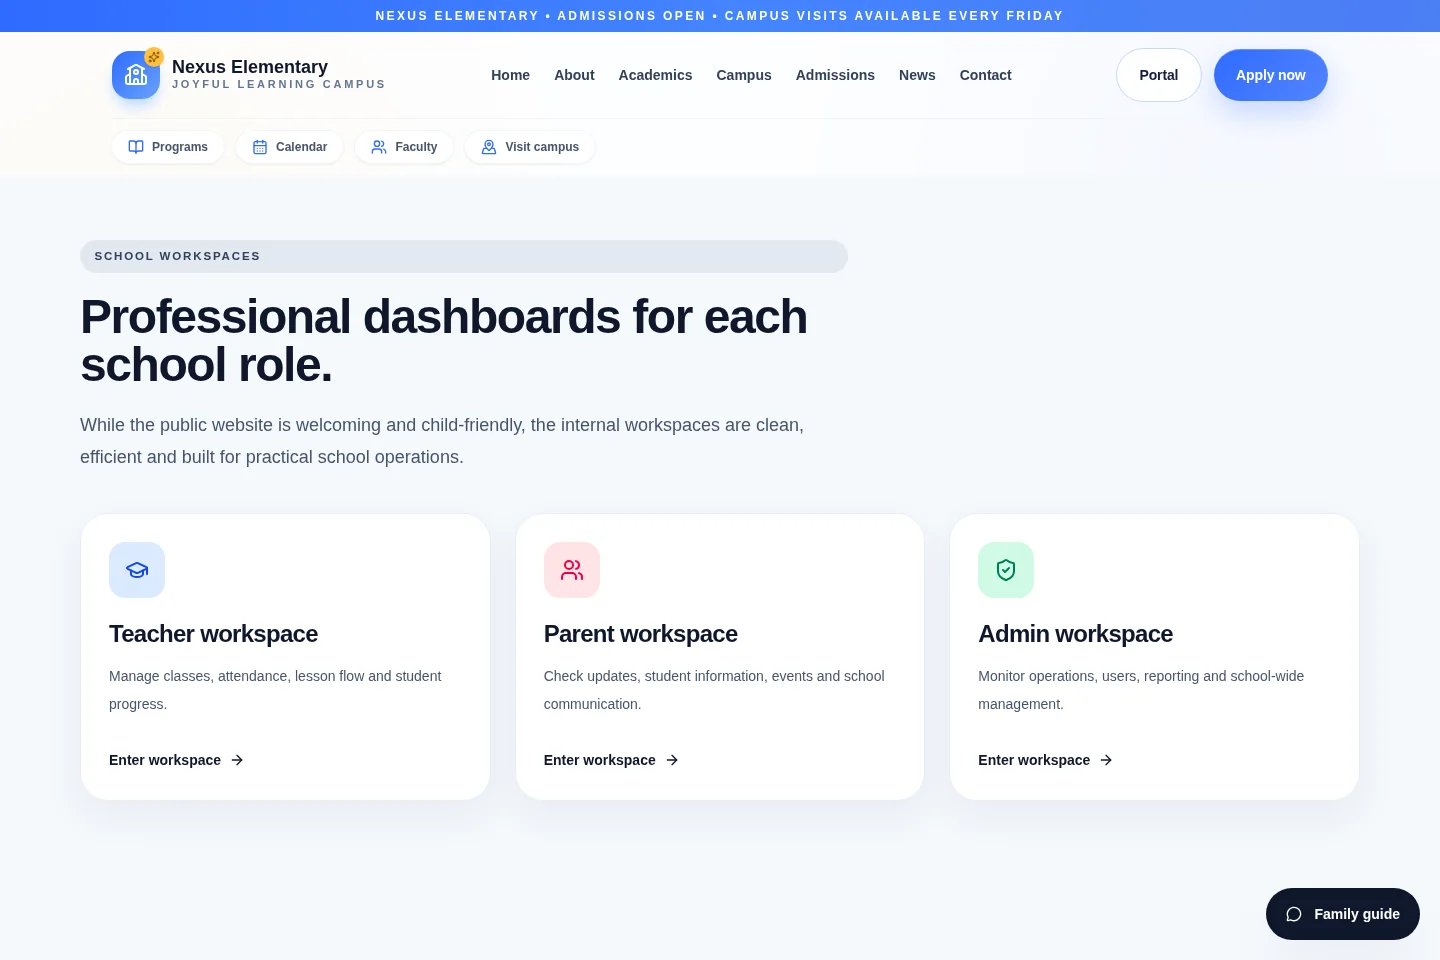 NEXUS ELEMENTARY • ADMISSIONS OPEN • CAMPUS VISITS AVAILABLE EVERY FRIDAY
Nexus Elementary
JOYFUL LEARNING CAMPUS
Home About Academics Campus Admissions News Contact
Portal
Apply now
Programs
Calendar
Faculty
Visit campus
SCHOOL WORKSPACES
Professional dashboards for each
school role.
While the public website is welcoming and child-friendly, the internal workspaces are clean,
efficient and built for practical school operations.
Teacher workspace
Manage classes, attendance, lesson flow and student
progress.
Enter workspace
Parent workspace
Check updates, student information, events and school
communication.
Enter workspace
Admin workspace
Monitor operations, users, reporting and school-wide
management.
Enter workspace
Family guide